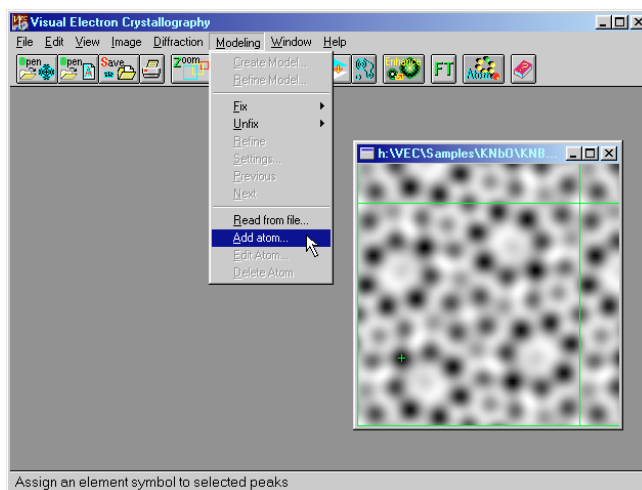 Visual Electron Crystallography
File Edit View Image Diffraction Modeling Window Help
Open Open Save Zoom Enhance FT Atoms
Create Model...
Refine Model...
Fix
Unfix
Refine
Settings...
Previous
Next
Read from file...
Add atom...
Edit Atom...
Delete Atom
h:\VEC\Samples\KNbO\KNB...
Assign an element symbol to selected peaks